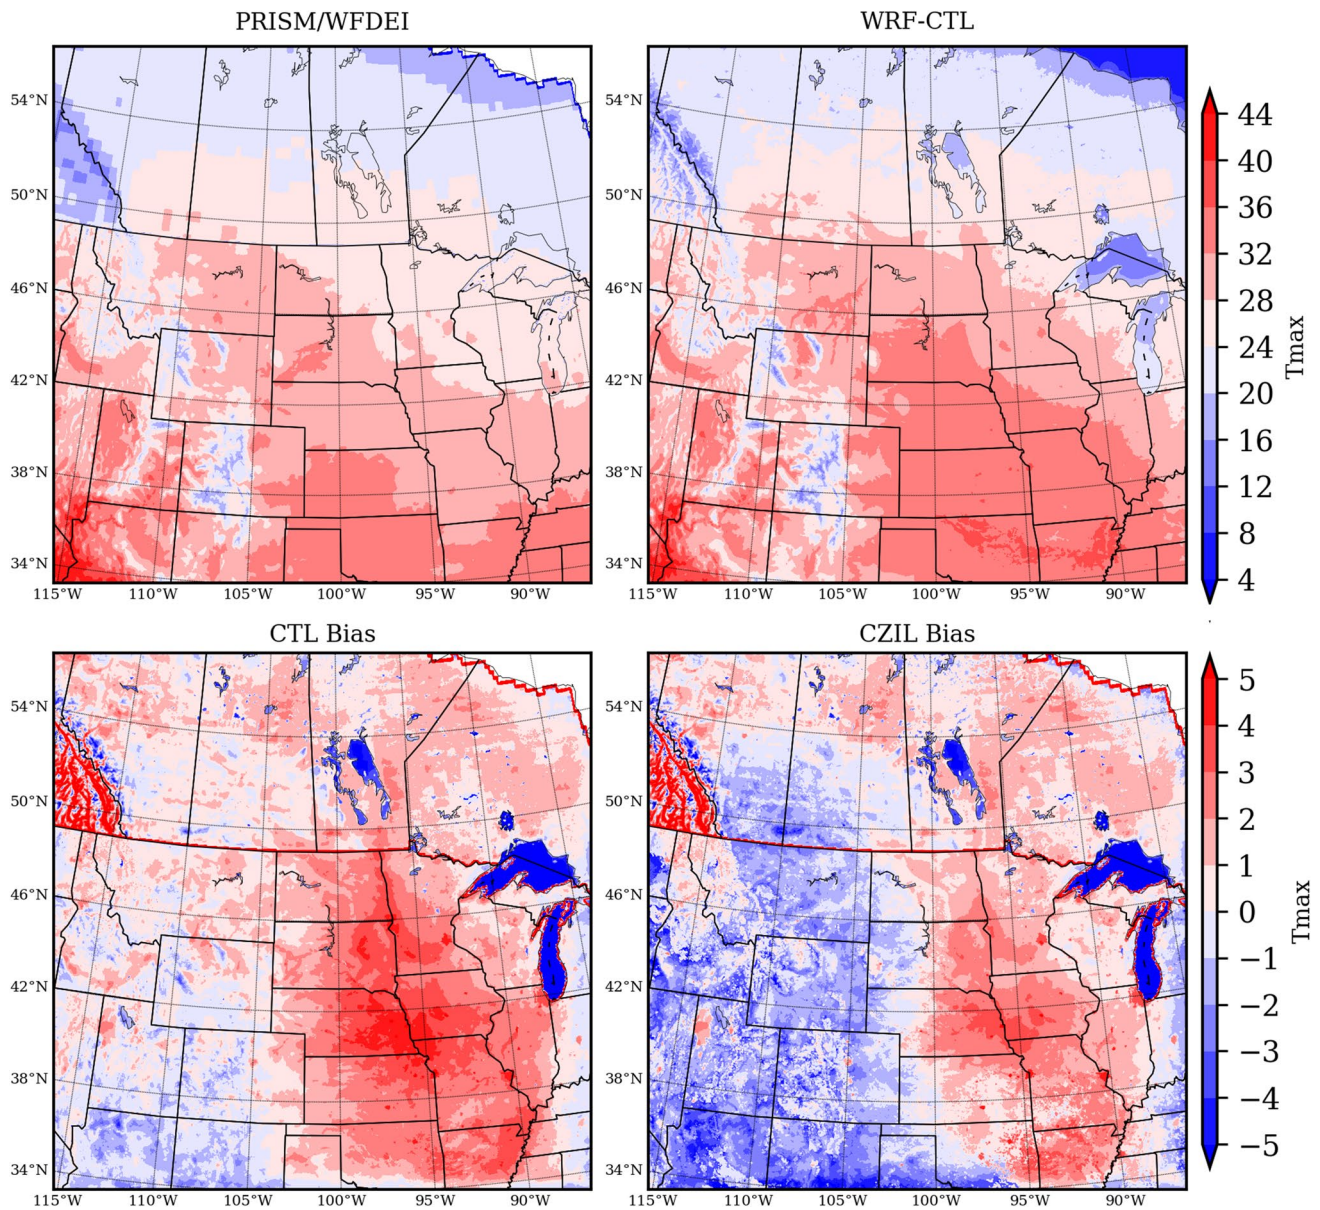 PRISM/WFDEI
WRF-CTL
54°N
50°N
46°N
42°N
38°N
34°N
115°W 110°W 105°W 100°W 95°W 90°W
54°N
50°N
46°N
42°N
38°N
34°N
115°W 110°W 105°W 100°W 95°W 90°W
44
40
36
32
28
24
20
16
12
8
4
Tmax
CTL Bias
CZIL Bias
54°N
50°N
46°N
42°N
38°N
34°N
115°W 110°W 105°W 100°W 95°W 90°W
54°N
50°N
46°N
42°N
38°N
34°N
115°W 110°W 105°W 100°W 95°W 90°W
5
4
3
2
1
0
−1
−2
−3
−4
−5
Tmax